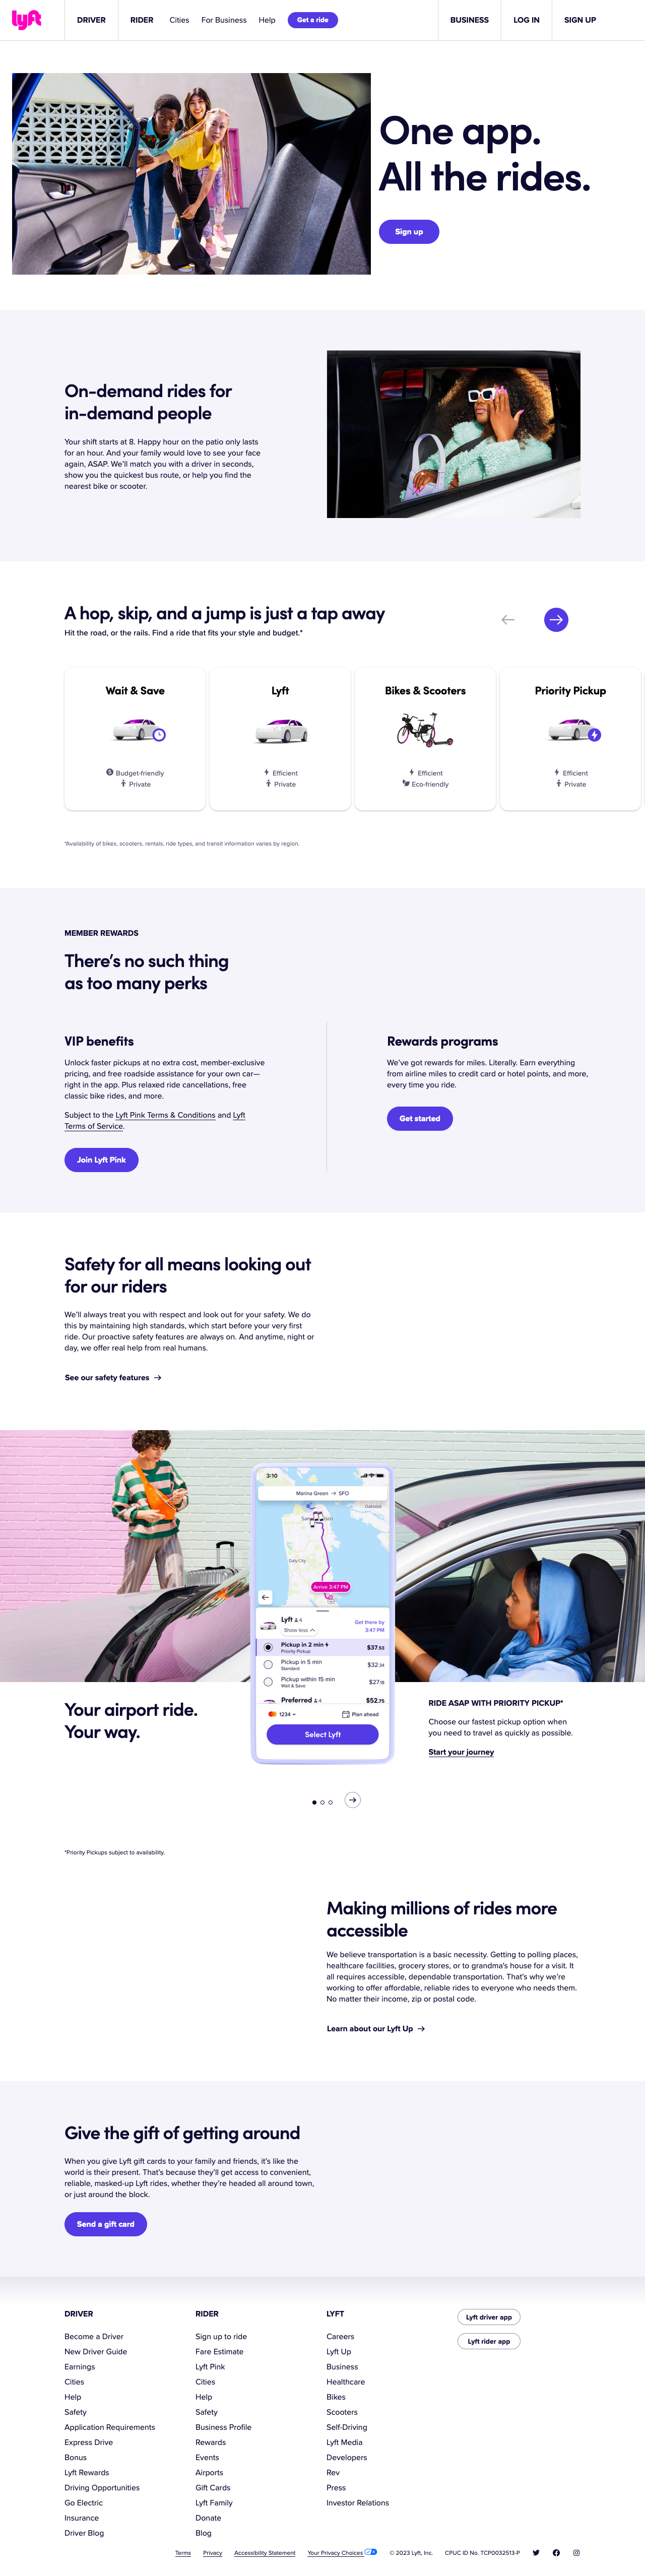 lyft
DRIVER
RIDER
Cities
For Business
Help
Get a ride
BUSINESS
LOG IN
SIGN UP
One app.
All the rides.
Sign up
On-demand rides for
in-demand people
Your shift starts at 8. Happy hour on the patio only lasts
for an hour. And your family would love to see your face
again, ASAP. We'll match you with a driver in seconds,
show you the quickest bus route, or help you find the
nearest bike or scooter.
A hop, skip, and a jump is just a tap away
Hit the road, or the rails. Find a ride that fits your style and budget.*
Wait & Save
Budget-friendly
Private
Lyft
Efficient
Private
Bikes & Scooters
Efficient
Eco-friendly
Priority Pickup
Efficient
Private
*Availability of bikes, scooters, rentals, ride types, and transit information varies by region.
MEMBER REWARDS
There's no such thing
as too many perks
VIP benefits
Unlock faster pickups at no extra cost, member-exclusive
pricing, and free roadside assistance for your own car—
right in the app. Plus relaxed ride cancellations, free
classic bike rides, and more.
Subject to the Lyft Pink Terms & Conditions and Lyft
Terms of Service.
Join Lyft Pink
Rewards programs
We've got rewards for miles. Literally. Earn everything
from airline miles to credit card or hotel points, and more,
every time you ride.
Get started
Safety for all means looking out
for our riders
We'll always treat you with respect and look out for your safety. We do
this by maintaining high standards, which start before your very first
ride. Our proactive safety features are always on. And anytime, night or
day, we offer real help from real humans.
See our safety features →
3:10
Marina Green → SFO
Oakland
Daly City
Arrive 3:47 PM
Lyft 4
Get there by
3:47 PM
Show less
Pickup in 2 min
Priority Pickup
$37.53
Pickup in 5 min
Standard
$32.34
Pickup within 15 min
Wait & Save
$27.18
Preferred 4
$52.75
1234
Plan ahead
Select Lyft
Your airport ride.
Your way.
RIDE ASAP WITH PRIORITY PICKUP*
Choose our fastest pickup option when
you need to travel as quickly as possible.
Start your journey
*Priority Pickups subject to availability.
Making millions of rides more
accessible
We believe transportation is a basic necessity. Getting to polling places,
healthcare facilities, grocery stores, or to grandma's house for a visit. It
all requires accessible, dependable transportation. That's why we're
working to offer affordable, reliable rides to everyone who needs them.
No matter their income, zip or postal code.
Learn about our Lyft Up →
Give the gift of getting around
When you give Lyft gift cards to your family and friends, it's like the
world is their present. That's because they'll get access to convenient,
reliable, masked-up Lyft rides, whether they're headed all around town,
or just around the block.
Send a gift card
DRIVER
Become a Driver
New Driver Guide
Earnings
Cities
Help
Safety
Application Requirements
Express Drive
Bonus
Lyft Rewards
Driving Opportunities
Go Electric
Insurance
Driver Blog
RIDER
Sign up to ride
Fare Estimate
Lyft Pink
Cities
Help
Safety
Business Profile
Rewards
Events
Airports
Gift Cards
Lyft Family
Donate
Blog
LYFT
Careers
Lyft Up
Business
Healthcare
Bikes
Scooters
Self-Driving
Lyft Media
Developers
Rev
Press
Investor Relations
Lyft driver app
Lyft rider app
Terms
Privacy
Accessibility Statement
Your Privacy Choices
© 2023 Lyft, Inc.
CPUC ID No. TCP0032513-P